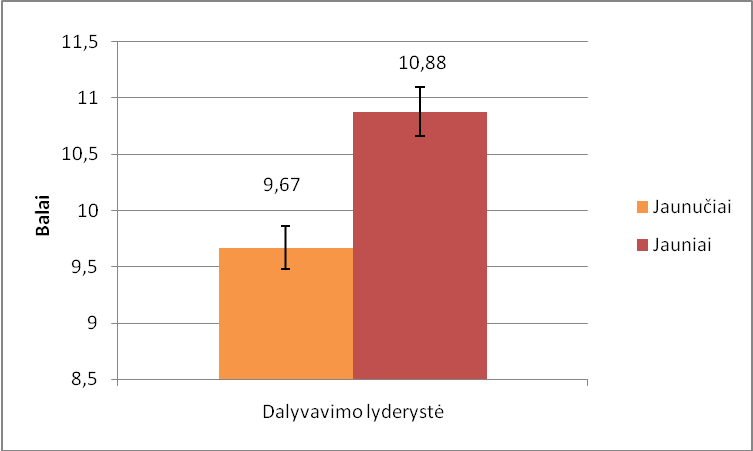 11,5
11
10,5
10
9,5
9
8,5
Balai
9,67
10,88
Dalyvavimo lyderystė
Jaunučiai
Jauniai